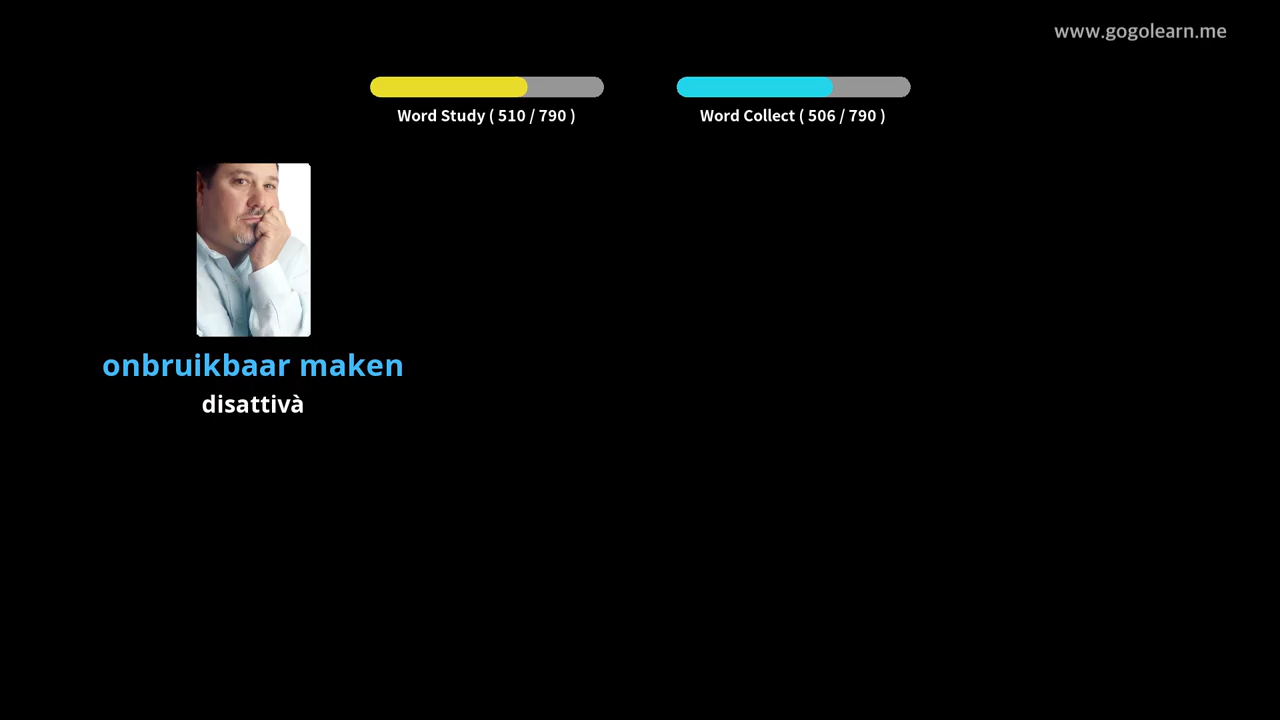 www.gogolearn.me
Word Study ( 510 / 790 )
Word Collect ( 506 / 790 )
onbruikbaar maken
disattivà